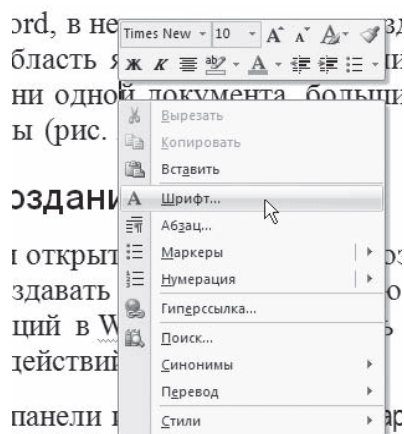 ord, в не
Times New 10
бласть я
Ж К
ни одной документа, больши
ы (рис.
Вырезать
Копировать
Вставить
оздани
Шрифт...
Абзац...
открыт
Маркеры
здавать
Нумерация
щий в W
Гиперссылка...
действий
Поиск...
Синонимы
Перевод
панели
Стили